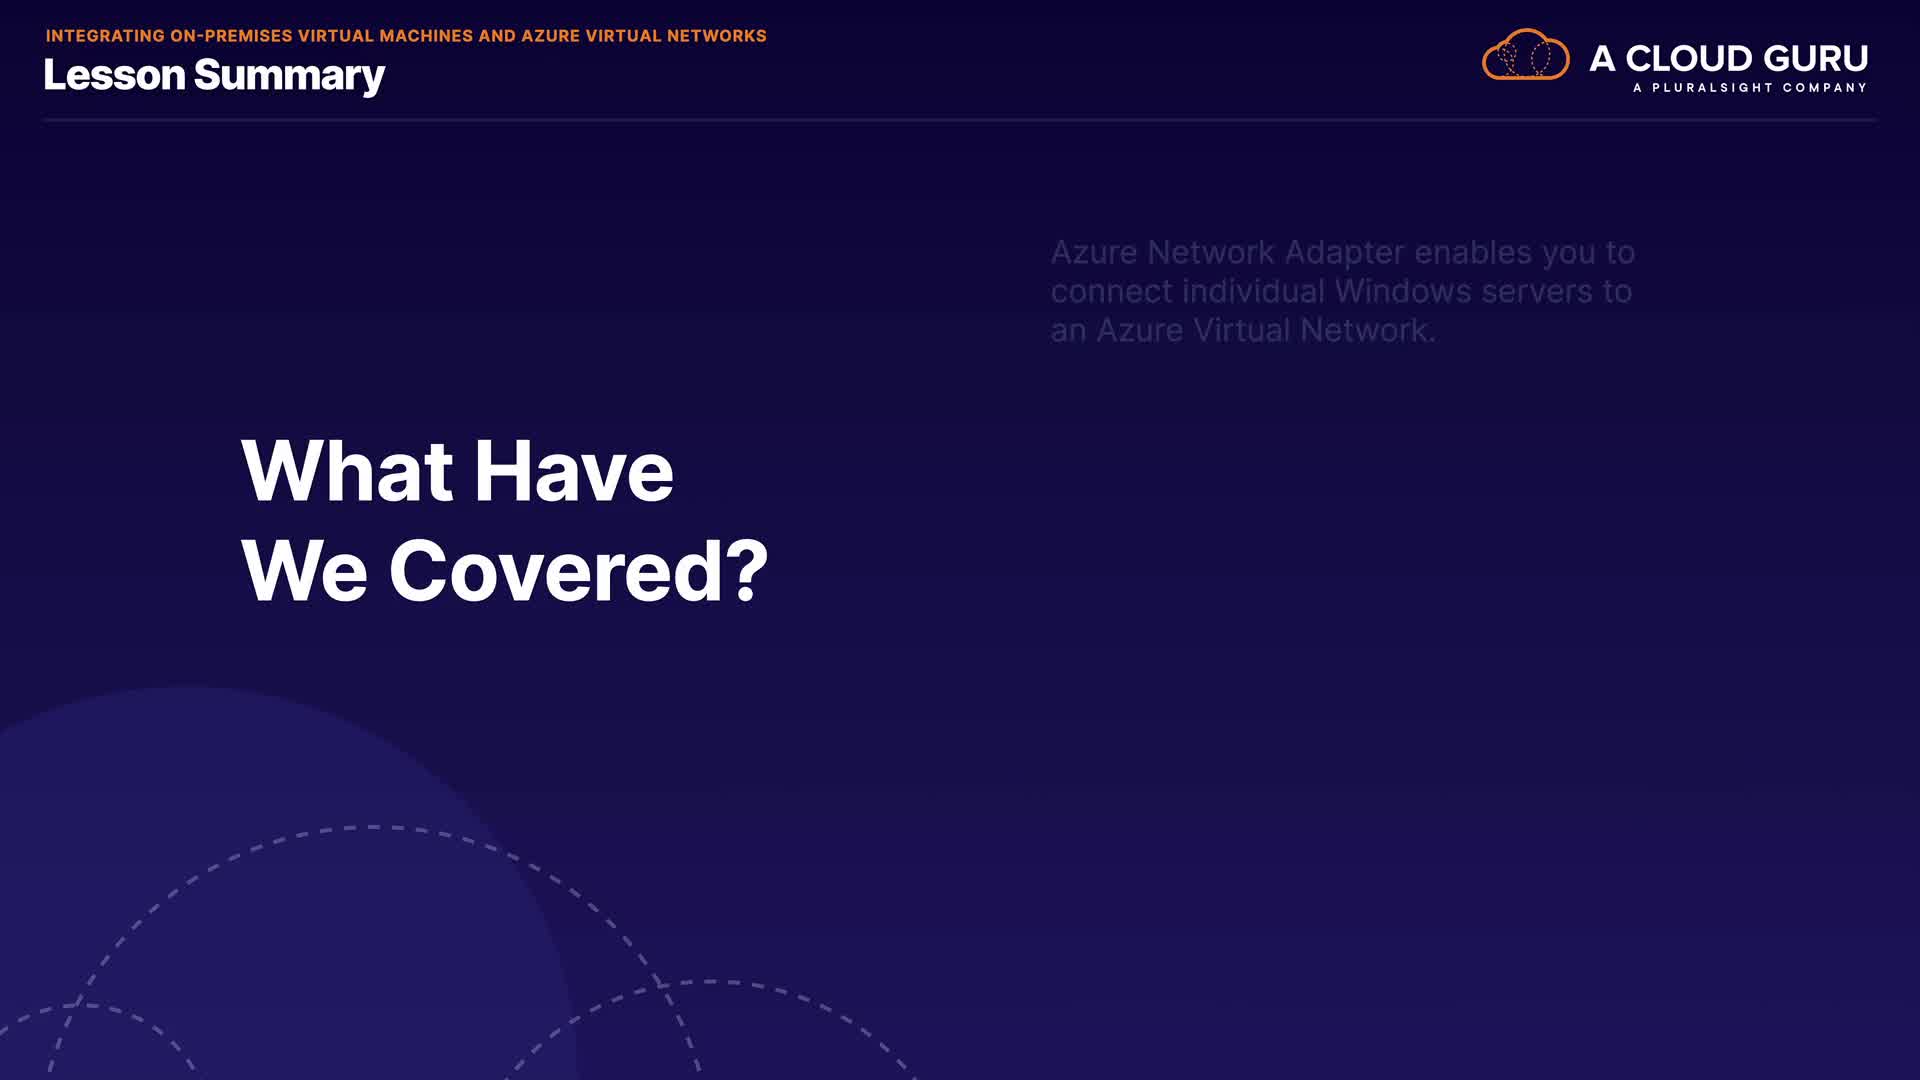 INTEGRATING ON-PREMISES VIRTUAL MACHINES AND AZURE VIRTUAL NETWORKS
Lesson Summary
A CLOUD GURU
A PLURALSIGHT COMPANY
Azure Network Adapter enables you to
connect individual Windows servers to
an Azure Virtual Network.
What Have
We Covered?